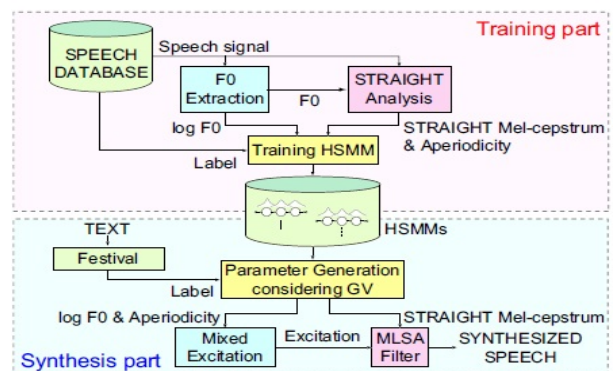 Training part
Speech signal
SPEECH
DATABASE
F0
Extraction
F0
STRAIGHT
Analysis
log F0
STRAIGHT Mel-cepstrum
& Aperiodicity
Label
Training HSMM
HSMMs
TEXT
Festival
Label
Parameter Generation
considering GV
log F0 & Aperiodicity
STRAIGHT Mel-cepstrum
Mixed
Excitation
Excitation
MLSA
Filter
SYNTHESIZED
SPEECH
Synthesis part